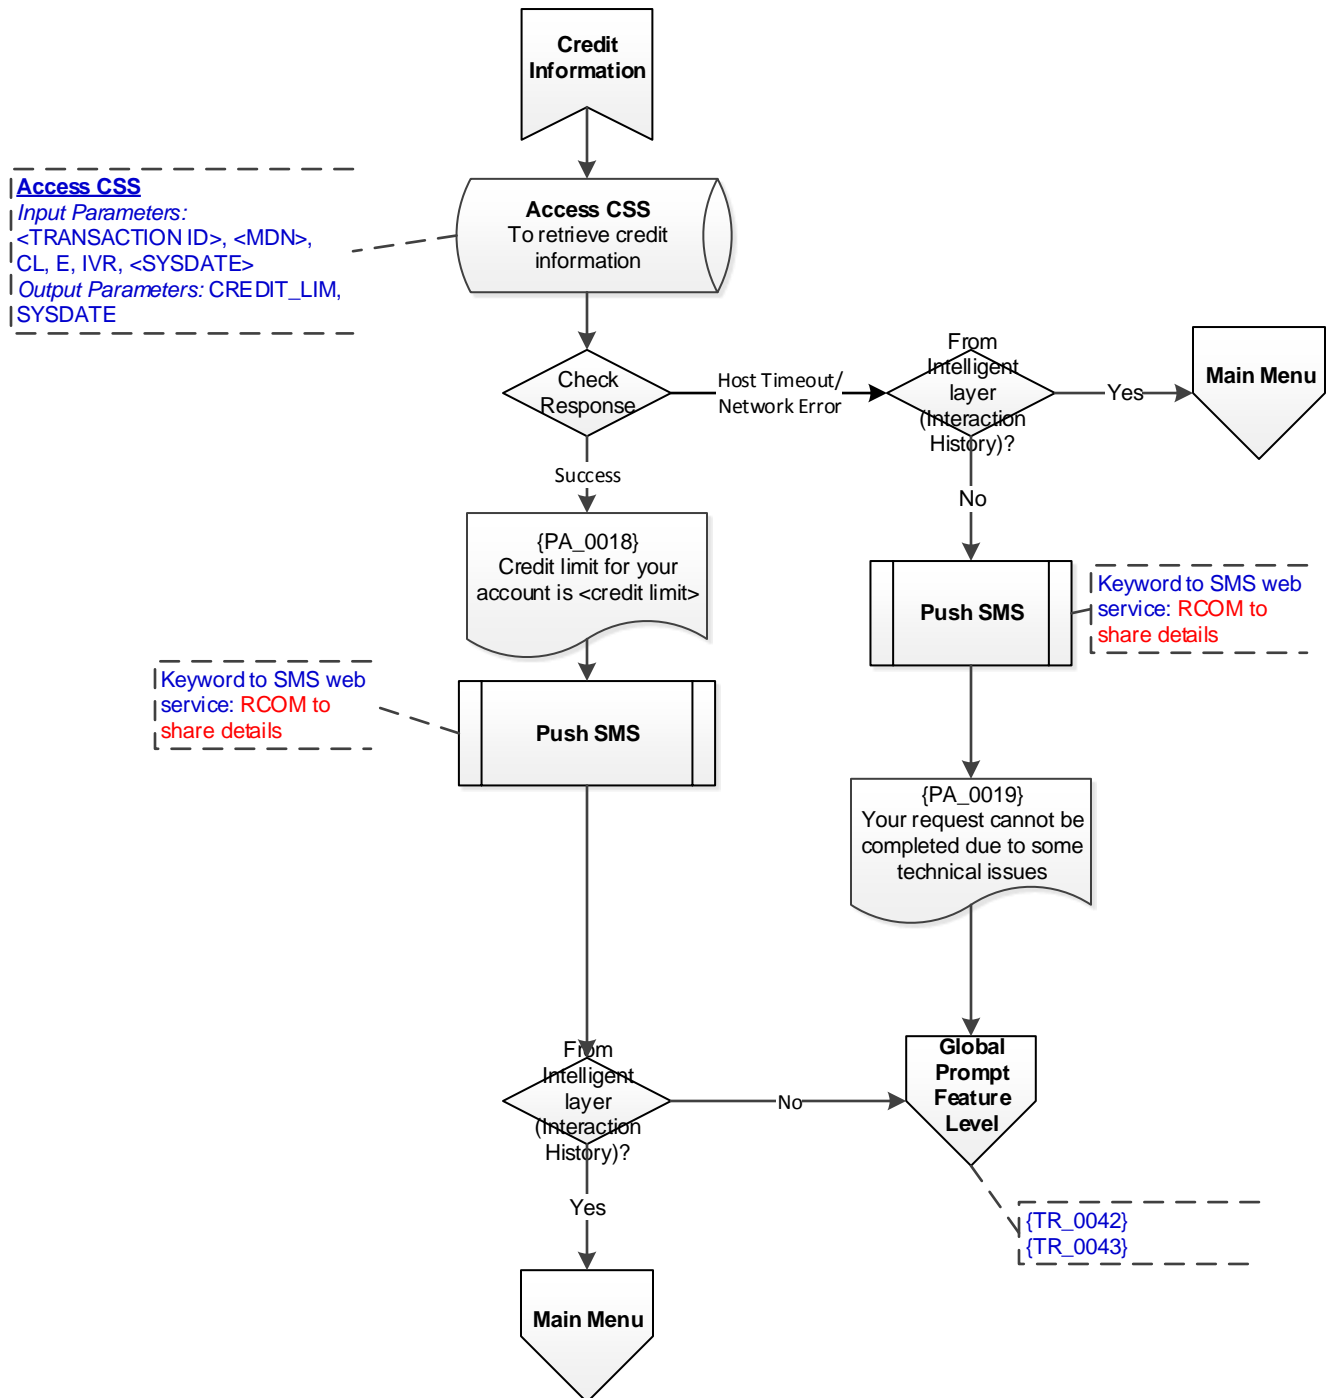 Credit
Information
Access CSS
Input Parameters:
<TRANSACTION ID>, <MDN>,
CL, E, IVR, <SYSDATE>
Output Parameters: CREDIT_LIM,
SYSDATE
Access CSS
To retrieve credit
information
Check
Response
Host Timeout/
Network Error
From
Intelligent
layer
(Interaction
History)?
Yes
Main Menu
Success
No
{PA_0018}
Credit limit for your
account is <credit limit>
Push SMS
Keyword to SMS web
service: RCOM to
share details
Keyword to SMS web
service: RCOM to
share details
Push SMS
{PA_0019}
Your request cannot be
completed due to some
technical issues
From
Intelligent
layer
(Interaction
History)?
No
Global
Prompt
Feature
Level
Yes
{TR_0042}
{TR_0043}
Main Menu